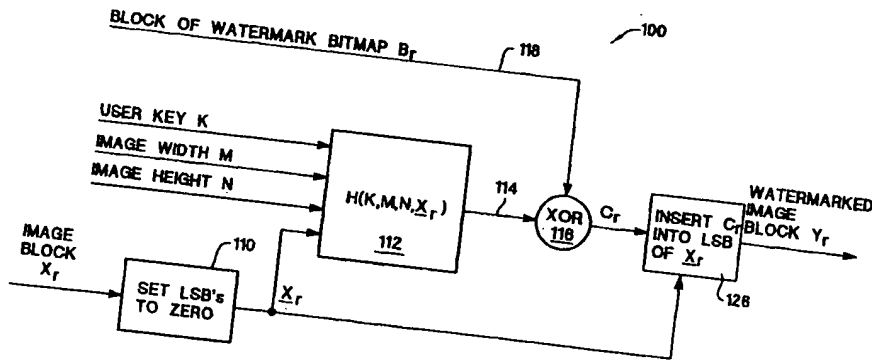 BLOCK OF WATERMARK BITMAP Br
118
100
USER KEY K
IMAGE WIDTH M
IMAGE HEIGHT N
H(K,M,N,Xr)
112
114
XOR
116
Cr
INSERT Cr
INTO LSB
OF Xr
126
WATERMARKED
IMAGE
BLOCK Yr
IMAGE
BLOCK
Xr
110
SET LSB's
TO ZERO
Xr